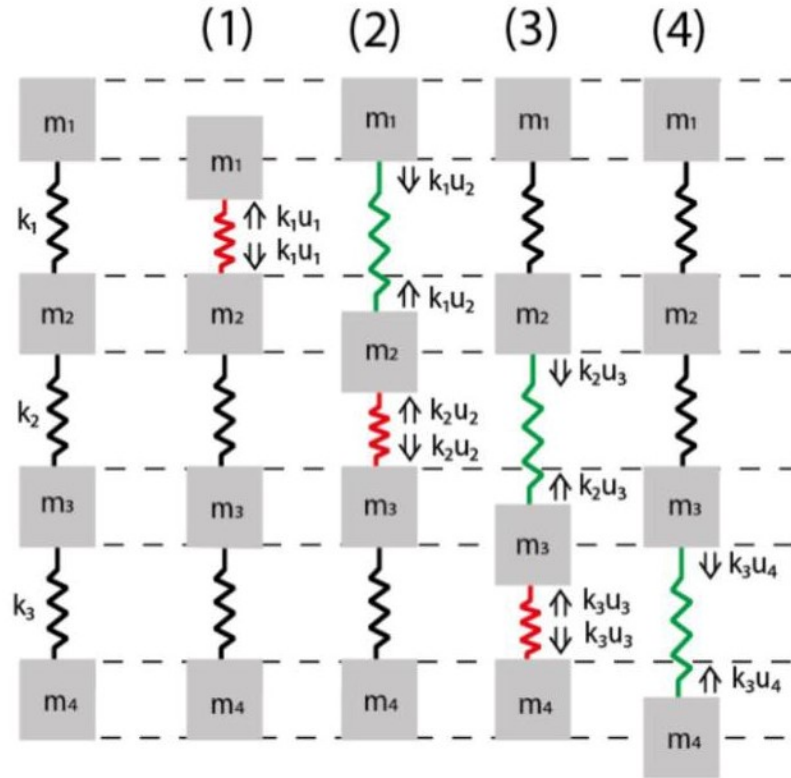 (1) (2) (3) (4)
m₁ m₁ m₁ m₁ m₁
k₁ k₁u₁ k₁u₂
k₁u₁
k₁u₂
m₂ m₂ m₂ m₂ m₂
k₂ k₂u₂ k₂u₃
k₂u₂
k₂u₃
m₃ m₃ m₃ m₃ m₃
k₃ k₃u₃ k₃u₄
k₃u₃
k₃u₄
m₄ m₄ m₄ m₄ m₄